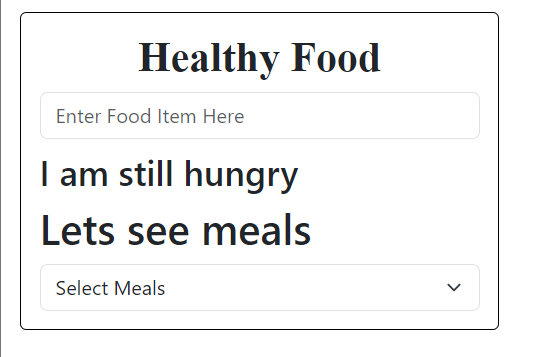 Healthy Food
Enter Food Item Here
I am still hungry
Lets see meals
Select Meals